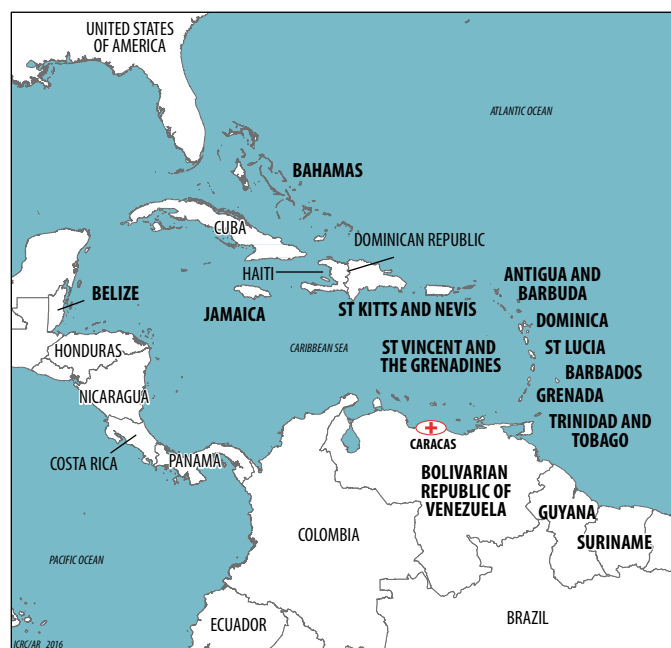 UNITED STATES
OF AMERICA
ATLANTIC OCEAN
BAHAMAS
CUBA
DOMINICAN REPUBLIC
HAITI
ANTIGUA AND
BARBUDA
BELIZE
JAMAICA
ST KITTS AND NEVIS
DOMINICA
HONDURAS
CARIBBEAN SEA
ST VINCENT AND
THE GRENADINES
ST LUCIA
BARBADOS
NICARAGUA
GRENADA
TRINIDAD AND
TOBAGO
COSTA RICA
PANAMA
CARACAS
BOLIVARIAN
REPUBLIC OF
VENEZUELA
GUYANA
COLOMBIA
SURINAME
PACIFIC OCEAN
ECUADOR
BRAZIL
ICRC/AR 2016